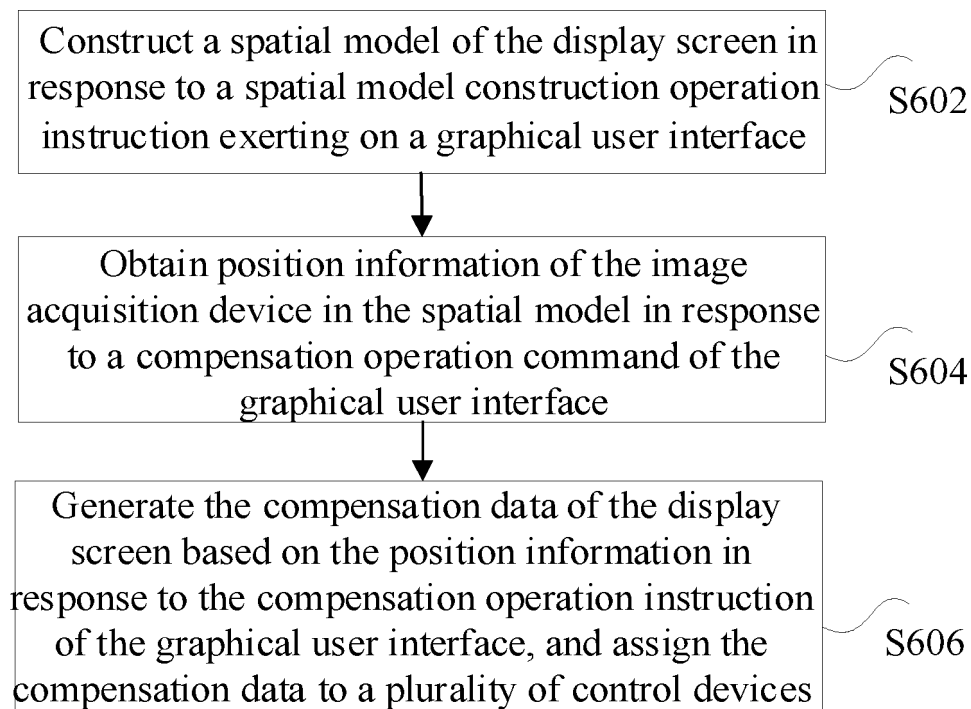 Construct a spatial model of the display screen in
response to a spatial model construction operation
instruction exerting on a graphical user interface
S602
Obtain position information of the image
acquisition device in the spatial model in response
to a compensation operation command of the
graphical user interface
S604
Generate the compensation data of the display
screen based on the position information in
response to the compensation operation instruction
of the graphical user interface, and assign the
compensation data to a plurality of control devices
S606